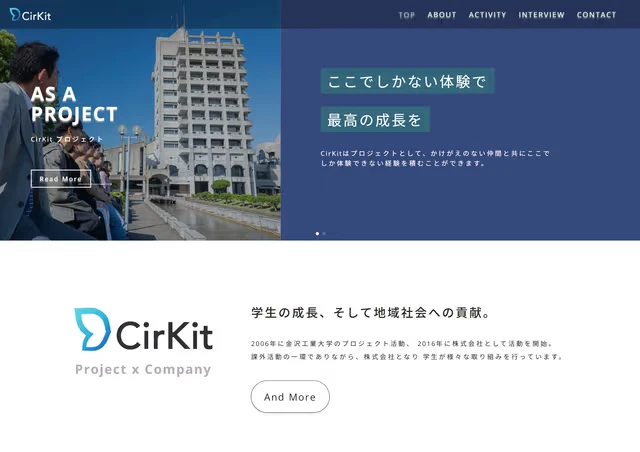 CirKit
TOP ABOUT ACTIVITY INTERVIEW CONTACT
AS A
PROJECT
CirKit プロジェクト
Read More
ここでしかない体験で
最高の成長を
CirKitはプロジェクトとして、かけがえのない仲間と共にここで
しか体験できない経験を積むことができます。
CirKit
Project x Company
学生の成長、そして地域社会への貢献。
2006年に金沢工業大学のプロジェクト活動、 2016年に株式会社として活動を開始。
課外活動の一環でありながら、株式会社となり 学生が様々な取り組みを行っています。
And More